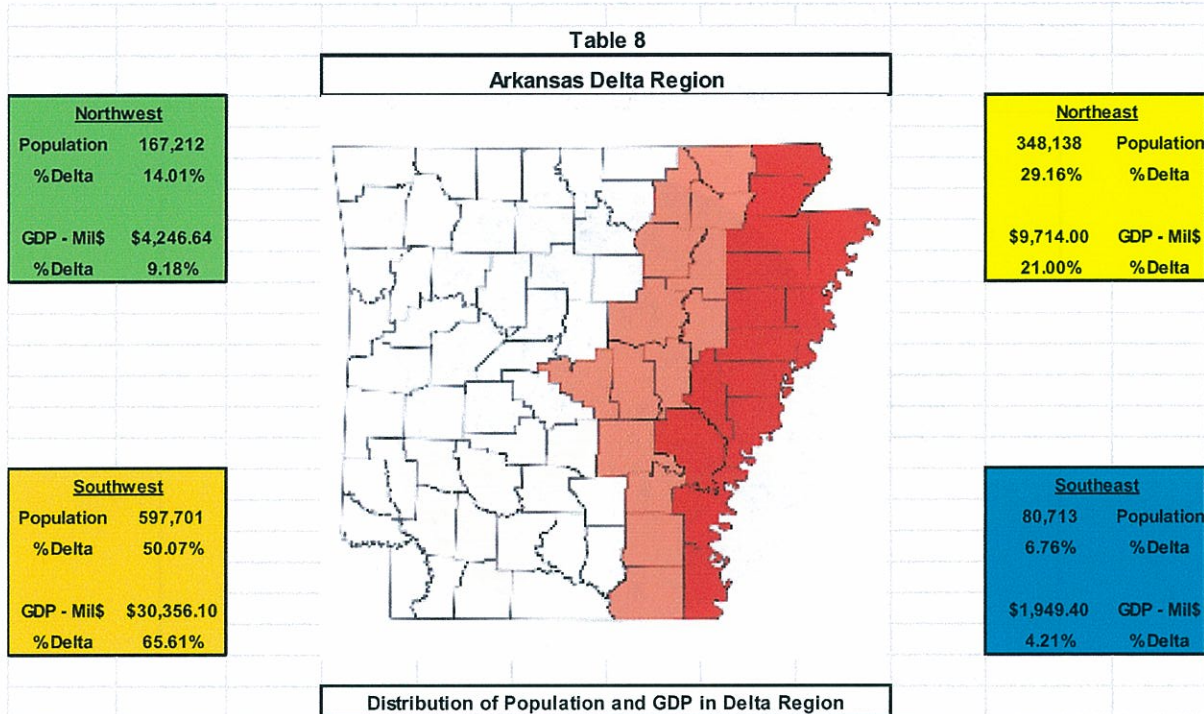 Table 8
Arkansas Delta Region
Northwest
Population 167,212
%Delta 14.01%
GDP - Mil$ $4,246.64
%Delta 9.18%
Northeast
348,138 Population
29.16% %Delta
$9,714.00 GDP - Mil$
21.00% %Delta
Southwest
Population 597,701
%Delta 50.07%
GDP - Mil$ $30,356.10
%Delta 65.61%
Southeast
80,713 Population
6.76% %Delta
$1,949.40 GDP - Mil$
4.21% %Delta
Distribution of Population and GDP in Delta Region